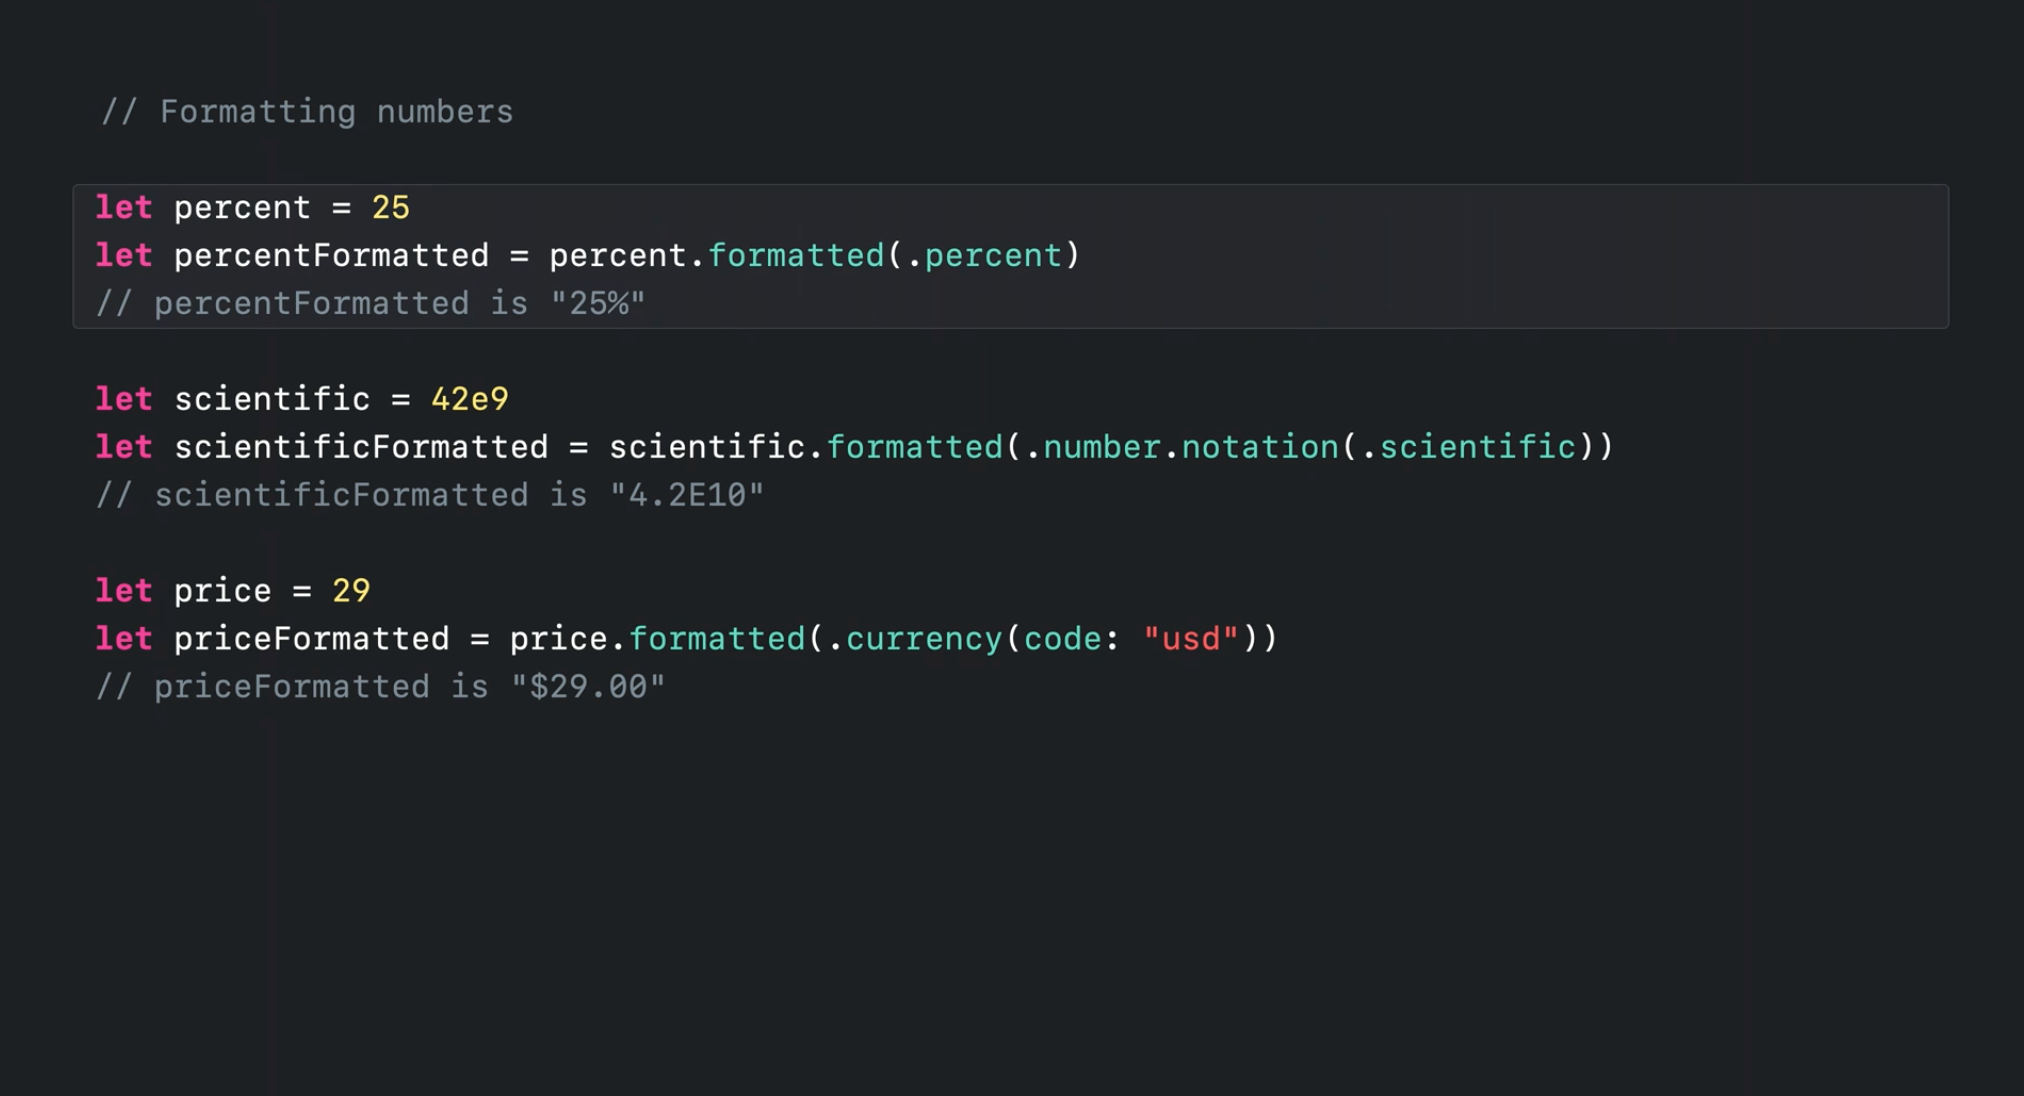 // Formatting numbers
let percent = 25
let percentFormatted = percent.formatted(.percent)
// percentFormatted is "25%"
let scientific = 42e9
let scientificFormatted = scientific.formatted(.number.notation(.scientific))
// scientificFormatted is "4.2E10"
let price = 29
let priceFormatted = price.formatted(.currency(code: "usd"))
// priceFormatted is "$29.00"